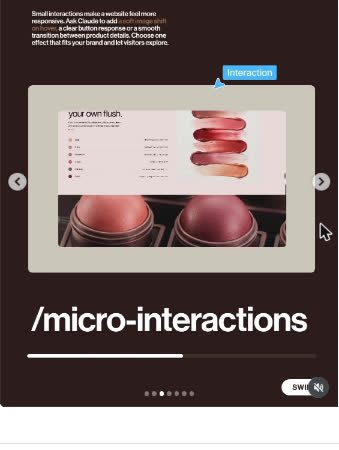 Small interactions make a website feel more
responsive. Ask Claude to add a soft image shift
on hover, a clear button response or a smooth
transition between product details. Choose one
effect that fits your brand and let visitors explore.
Interaction
your own flush.
/micro-interactions
SWI